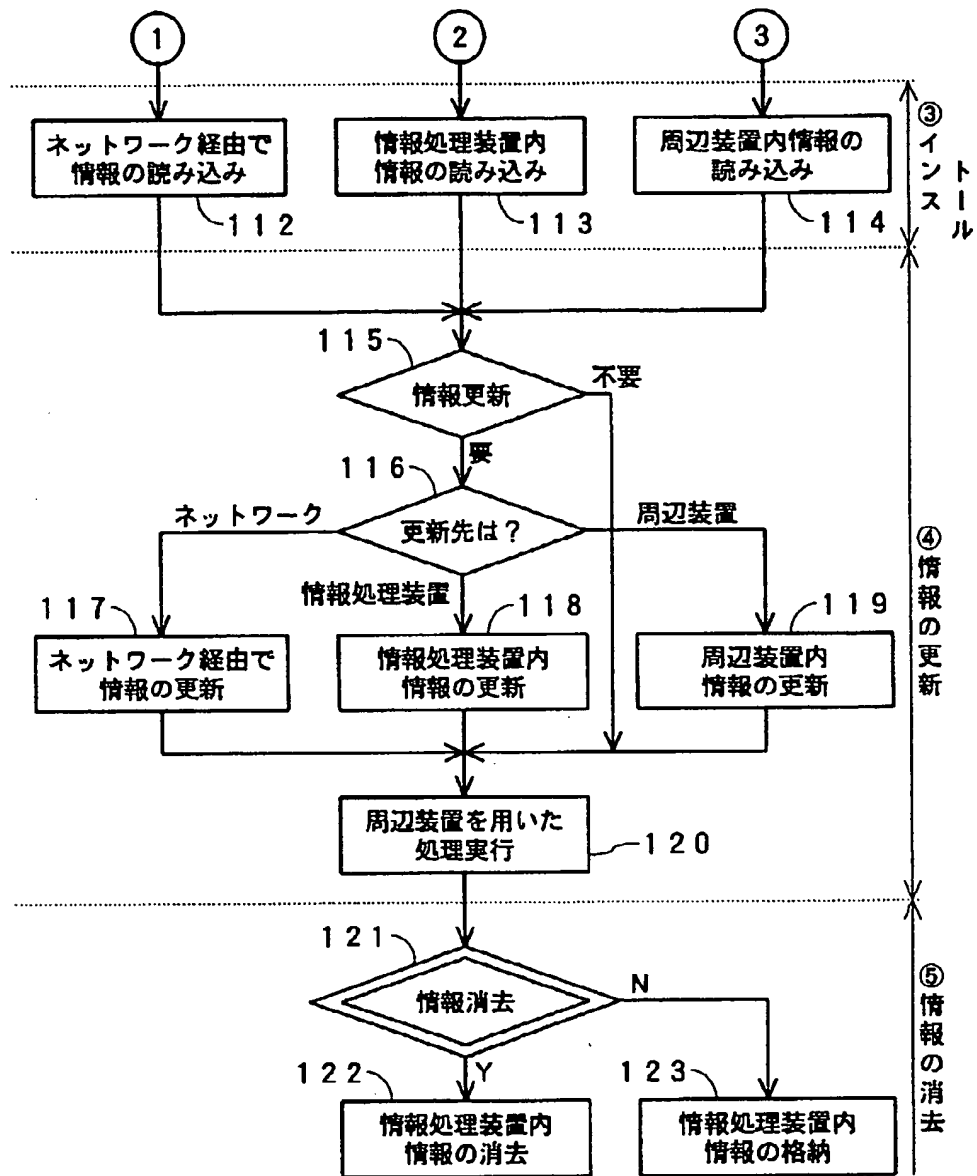 1
2
3
ネットワーク経由で
情報の読み込み
112
情報処理装置内
情報の読み込み
113
周辺装置内情報の
読み込み
114
③インス
トール
115
情報更新
不要
要
116
更新先は？
ネットワーク
周辺装置
情報処理装置
117
ネットワーク経由で
情報の更新
118
情報処理装置内
情報の更新
119
周辺装置内
情報の更新
④情報の更新
周辺装置を用いた
処理実行
120
121
情報消去
N
Y
122
情報処理装置内
情報の消去
123
情報処理装置内
情報の格納
⑤情報の消去